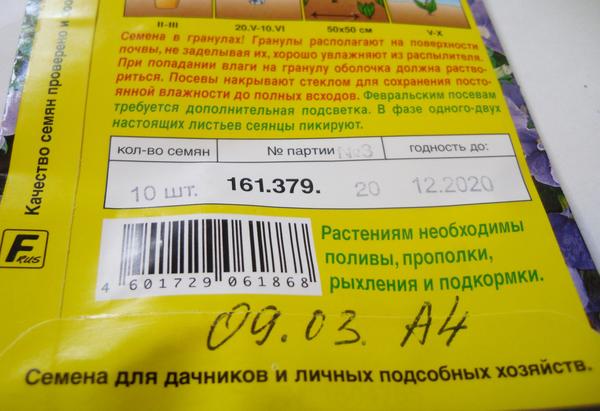 II-III
20.V-10.VI
50x50 см
V-X
Семена в гранулах! Гранулы располагают на поверхности
почвы, не заделывая их, хорошо увлажняют из распылителя.
При попадании влаги на гранулу оболочка должна раство-
риться. Посевы накрывают стеклом для сохранения посто-
янной влажности до полных всходов. Февральским посевам
требуется дополнительная подсветка. В фазе одного-двух
настоящих листьев сеянцы пикируют.
кол-во семян № партии №3 годность до:
10 шт. 161.379. 20 12.2020
4 601729 061868
Растениям необходимы
поливы, прополки,
рыхления и подкормки.
09.03. А4
Семена для дачников и личных подсобных хозяйств.
Качество семян проверено и
F RUS